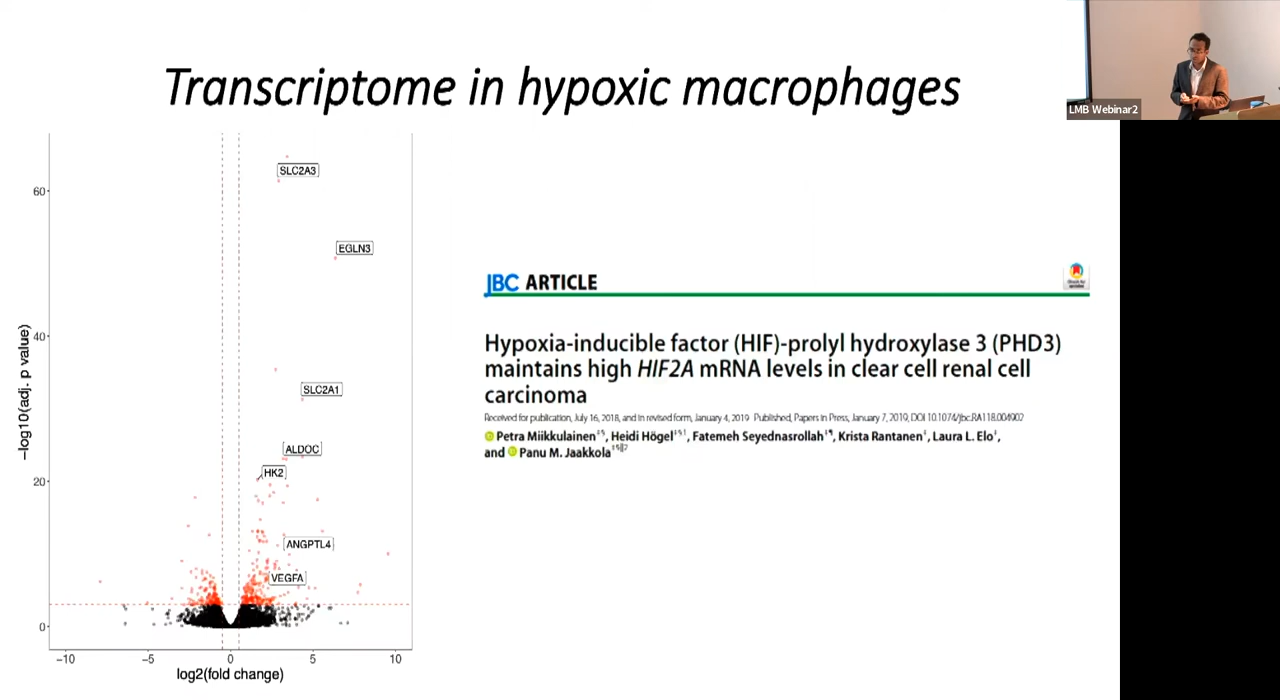 Transcriptome in hypoxic macrophages
LMB Webinar2
SLC2A3
60
EGLN3
40
SLC2A1
ALDOC
HK2
20
ANGPTL4
VEGFA
0
−10 −5 0 5 10
log2(fold change)
−log10(adj. p value)
JBC ARTICLE
Hypoxia-inducible factor (HIF)-prolyl hydroxylase 3 (PHD3)
maintains high HIF2A mRNA levels in clear cell renal cell
carcinoma
Received for publication, July 16, 2018, and in revised form, January 4, 2019 Published, Papers in Press, January 7, 2019, DOI 10.1074/jbc.RA118.004902
Petra Miikkulainen, Heidi Högel, Fatemeh Seyednasrollah, Krista Rantanen, Laura L. Elo,
and Panu M. Jaakkola